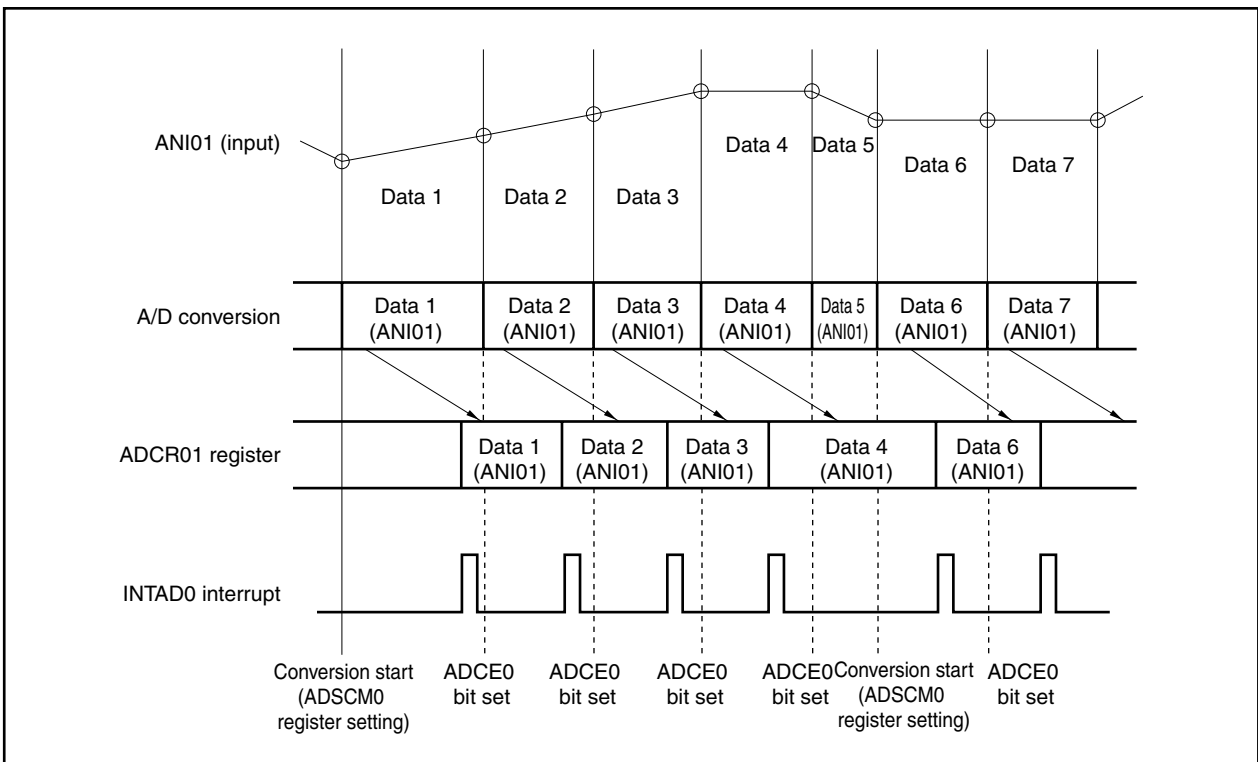 ANI01 (input)
Data 1
Data 2
Data 3
Data 4
Data 5
Data 6
Data 7
A/D conversion
Data 1
(ANI01)
Data 2
(ANI01)
Data 3
(ANI01)
Data 4
(ANI01)
Data 5
(ANI01)
Data 6
(ANI01)
Data 7
(ANI01)
ADCR01 register
Data 1
(ANI01)
Data 2
(ANI01)
Data 3
(ANI01)
Data 4
(ANI01)
Data 6
(ANI01)
INTAD0 interrupt
Conversion start
(ADSCM0
register setting)
ADCE0
bit set
ADCE0
bit set
ADCE0
bit set
ADCE0
bit set
Conversion start
(ADSCM0
register setting)
ADCE0
bit set